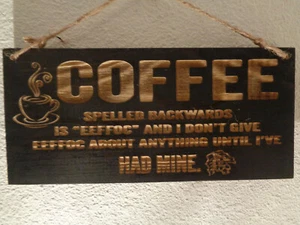 COFFEE
SPELLED BACKWARDS
IS "EEFFOC" AND I DON'T GIVE
EEFFOC ABOUT ANYTHING UNTIL I'VE
HAD MINE.